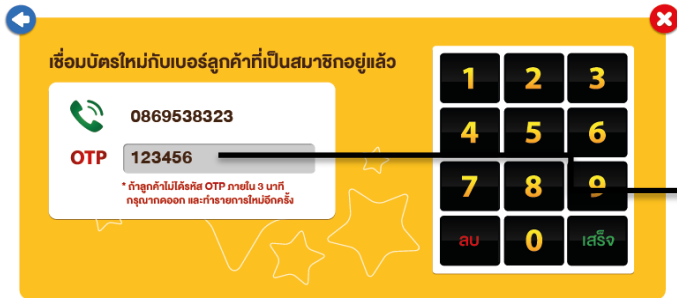 เชื่อมบัตรใหม่กับเบอร์ลูกค้าที่เป็นสมาชิกอยู่แล้ว
0869538323
OTP 123456
* ถ้าลูกค้าไม่ได้รหัส OTP ภายใน 3 นาที
กรุณากดออก และทำรายการใหม่อีกครั้ง
1 2 3
4 5 6
7 8 9
ลบ 0 เสร็จ